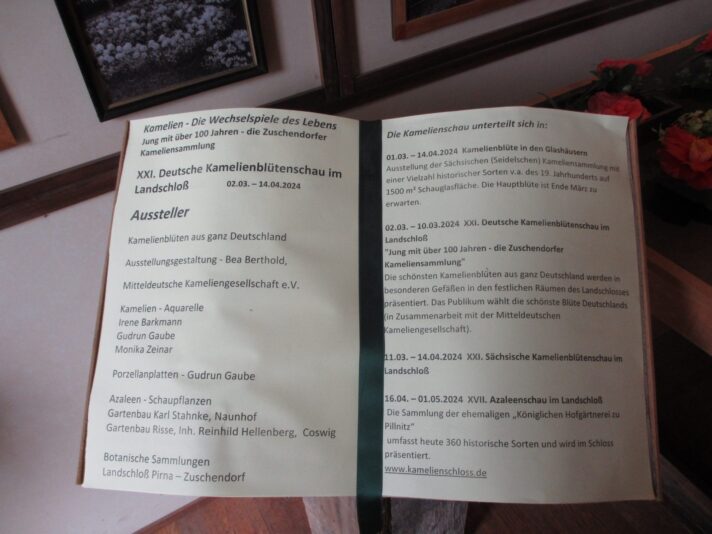 Kamelien - Die Wechselspiele des Lebens
Jung mit über 100 Jahren - die Zuschendorfer
Kameliensammlung
XXI. Deutsche Kamelienblütenschau im
Landschloß 02.03. – 14.04.2024
Aussteller
Kamelienblüten aus ganz Deutschland
Ausstellungsgestaltung - Bea Berthold,
Mitteldeutsche Kameliengesellschaft e.V.
Kamelien - Aquarelle
Irene Barkmann
Gudrun Gaube
Monika Zeinar
Porzellanplatten - Gudrun Gaube
Azaleen - Schaupflanzen
Gartenbau Karl Stahnke, Naunhof
Gartenbau Risse, Inh. Reinhild Hellenberg, Coswig
Botanische Sammlungen
Landschloß Pirna – Zuschendorf
Die Kamelienschau unterteilt sich in:
01.03. – 14.04.2024 Kamelienblüte in den Glashäusern
Ausstellung der Sächsischen (Seidelschen) Kameliensammlung mit
einer Vielzahl historischer Sorten v.a. des 19. Jahrhunderts auf
1500 m² Schauglasfläche. Die Hauptblüte ist Ende März zu
erwarten.
02.03. – 10.03.2024 XXI. Deutsche Kamelienblütenschau im
Landschloß
"Jung mit über 100 Jahren - die Zuschendorfer
Kameliensammlung"
Die schönsten Kamelienblüten aus ganz Deutschland werden in
besonderen Gefäßen in den festlichen Räumen des Landschlosses
präsentiert. Das Publikum wählt die schönste Blüte Deutschlands
(in Zusammenarbeit mit der Mitteldeutschen
Kameliengesellschaft).
11.03. – 14.04.2024 XXI. Sächsische Kamelienblütenschau im
Landschloß
16.04. – 01.05.2024 XVII. Azaleenschau im Landschloß
Die Sammlung der ehemaligen „Königlichen Hofgärtnerei zu
Pillnitz“
umfasst heute 360 historische Sorten und wird im Schloss
präsentiert.
www.kamelienschloss.de